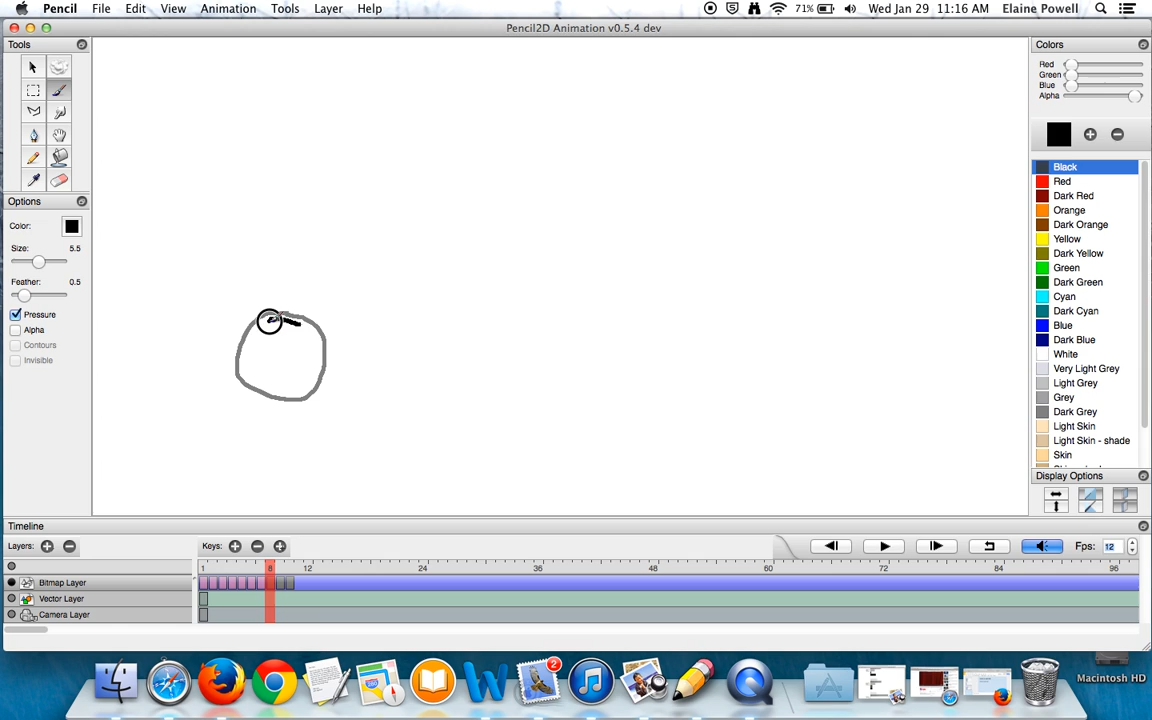 Pencil File Edit View Animation Tools Layer Help 5 71% Wed Jan 29 11:16 AM Elaine Powell
Pencil2D Animation v0.5.4 dev
Tools
Options
Color:
Size: 5.5
Feather: 0.5
Pressure
Alpha
Contours
Invisible
Colors
Red
Green
Blue
Alpha
Black
Red
Dark Red
Orange
Dark Orange
Yellow
Dark Yellow
Green
Dark Green
Cyan
Dark Cyan
Blue
Dark Blue
White
Very Light Grey
Light Grey
Grey
Dark Grey
Light Skin
Light Skin - shade
Skin
Display Options
Timeline
Layers: Keys: Fps: 12
1 8 12 24 36 48 60 72 84 96
Bitmap Layer
Vector Layer
Camera Layer
2
Macintosh HD